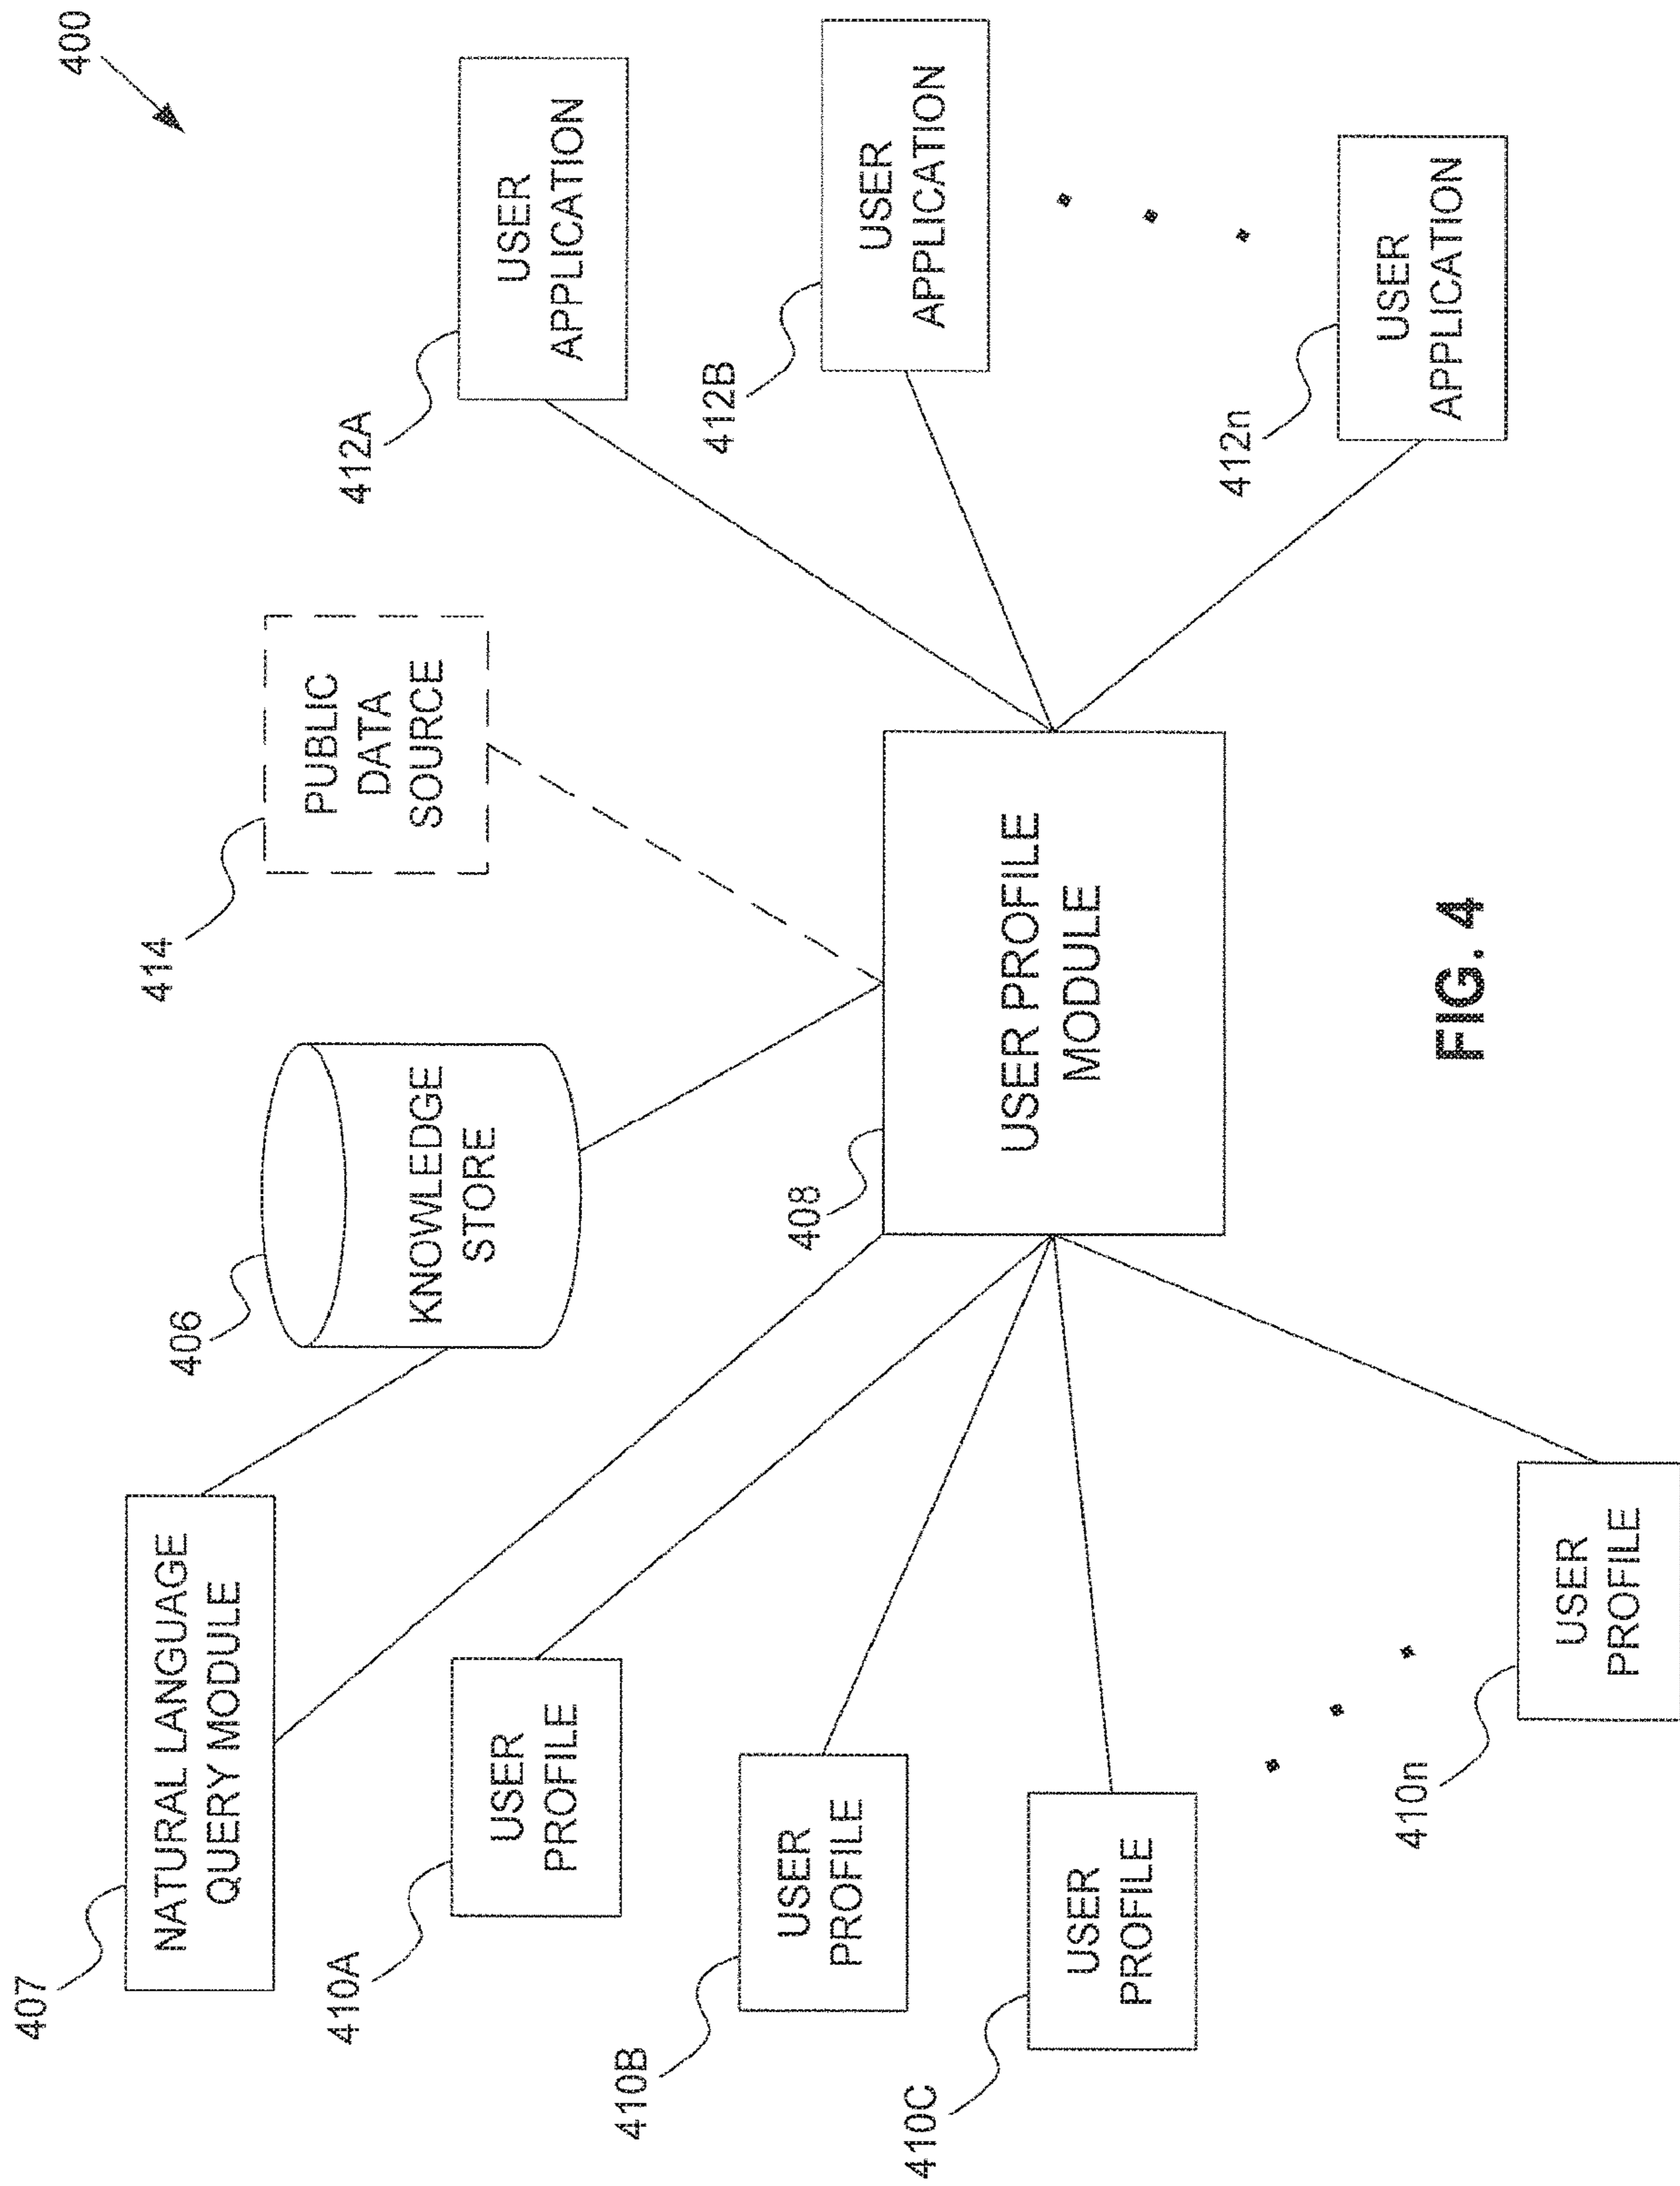 400
407
NATURAL LANGUAGE
QUERY MODULE
406
KNOWLEDGE
STORE
414
PUBLIC
DATA
SOURCE
412A
USER
APPLICATION
410A
USER
PROFILE
412B
USER
APPLICATION
410B
USER
PROFILE
408
USER PROFILE
MODULE
410C
USER
PROFILE
412n
USER
APPLICATION
410n
USER
PROFILE
FIG. 4